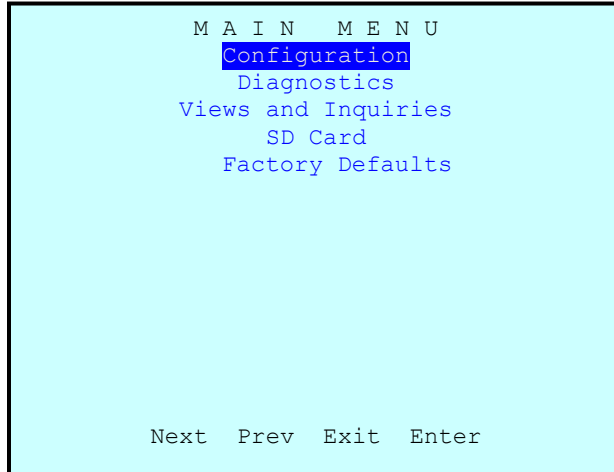 M A I N   M E N U
Configuration
Diagnostics
Views and Inquiries
SD Card
Factory Defaults
Next  Prev  Exit  Enter